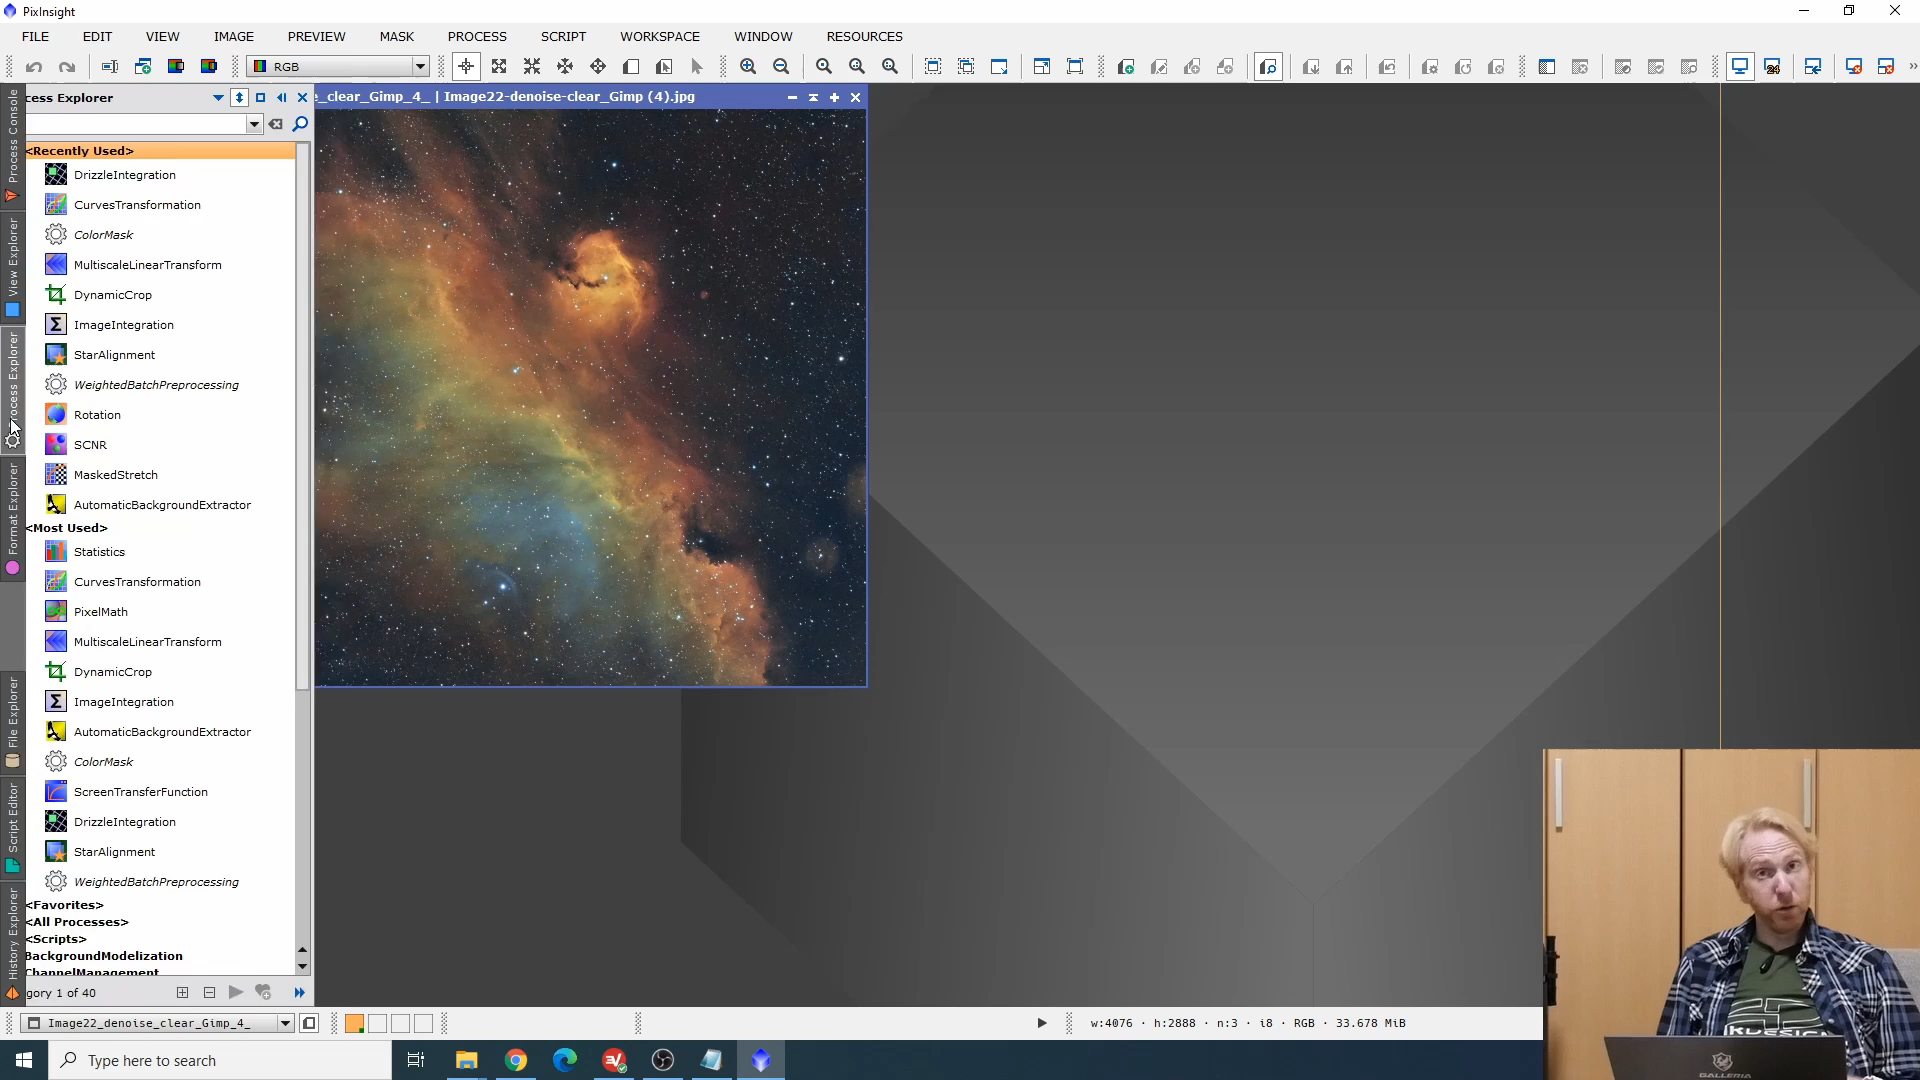 PixInsight
FILE EDIT VIEW IMAGE PREVIEW MASK PROCESS SCRIPT WORKSPACE WINDOW RESOURCES
RGB
24
Process Console
View Explorer
Process Explorer
Format Explorer
File Explorer
Script Editor
History Explorer
cess Explorer
<Recently Used>
DrizzleIntegration
CurvesTransformation
ColorMask
MultiscaleLinearTransform
DynamicCrop
ImageIntegration
StarAlignment
WeightedBatchPreprocessing
Rotation
SCNR
MaskedStretch
AutomaticBackgroundExtractor
<Most Used>
Statistics
CurvesTransformation
PixelMath
MultiscaleLinearTransform
DynamicCrop
ImageIntegration
AutomaticBackgroundExtractor
ColorMask
ScreenTransferFunction
DrizzleIntegration
StarAlignment
WeightedBatchPreprocessing
<Favorites>
<All Processes>
<Scripts>
BackgroundModelization
ChannelManagement
gory 1 of 40
e_clear_Gimp_4_ | Image22-denoise-clear_Gimp (4).jpg
Image22_denoise_clear_Gimp_4_
w:4076 · h:2888 · n:3 · i8 · RGB · 33.678 MiB
Type here to search
GALLERIA